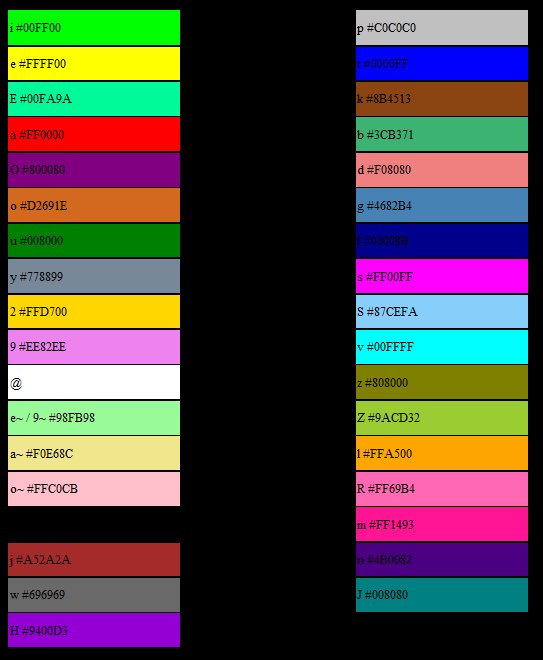 i #00FF00
e #FFFF00
E #00FA9A
a #FF0000
O #800080
o #D2691E
u #008000
y #778899
2 #FFD700
9 #EE82EE
@
e~ / 9~ #98FB98
a~ #F0E68C
o~ #FFC0CB
j #A52A2A
w #696969
H #9400D3
p #C0C0C0
t #0000FF
k #8B4513
b #3CB371
d #F08080
g #4682B4
f #00008B
s #FF00FF
S #87CEFA
v #00FFFF
z #808000
Z #9ACD32
l #FFA500
R #FF69B4
m #FF1493
n #4B0082
J #008080